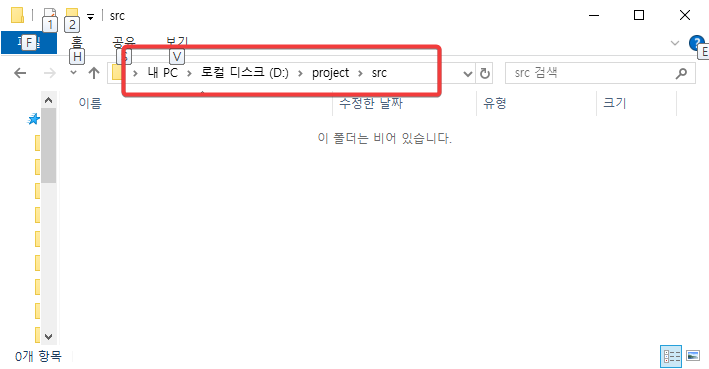 1 2 src
파일 홈 공유 보기
F H S V E
내 PC 로컬 디스크 (D:) project src
src 검색
이름 수정한 날짜 유형 크기
이 폴더는 비어 있습니다.
0개 항목